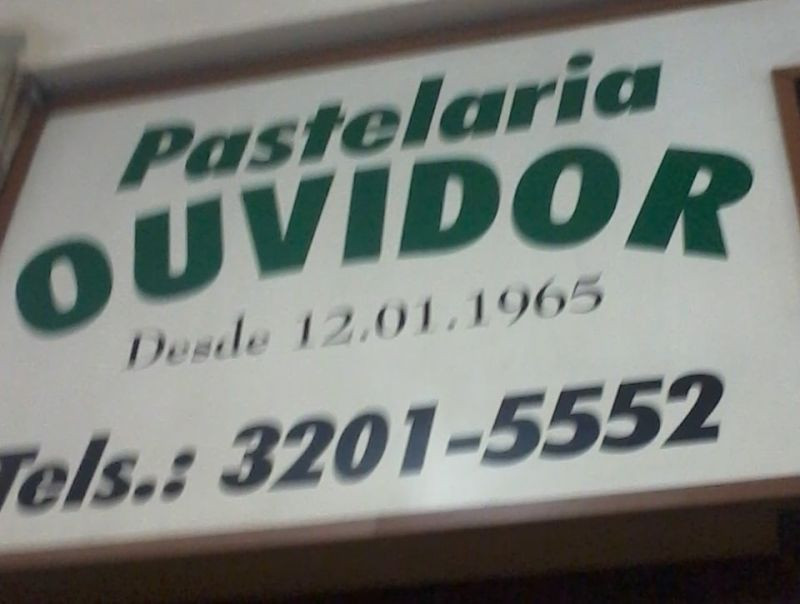 Pastelaria
OUVIDOR
Desde 12.01.1965
Tels.: 3201-5552